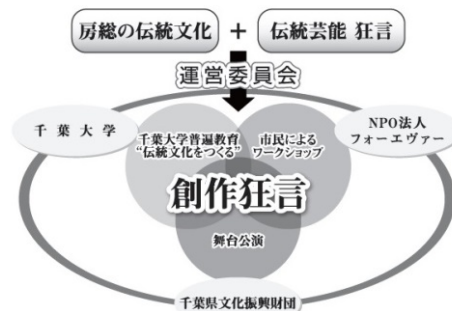 房総の伝統文化 + 伝統芸能 狂言
運営委員会
千葉大学
NPO法人
フォーエヴァー
千葉大学普遍教育
“伝統文化をつくる”
市民による
ワークショップ
創作狂言
舞台公演
千葉県文化振興財団